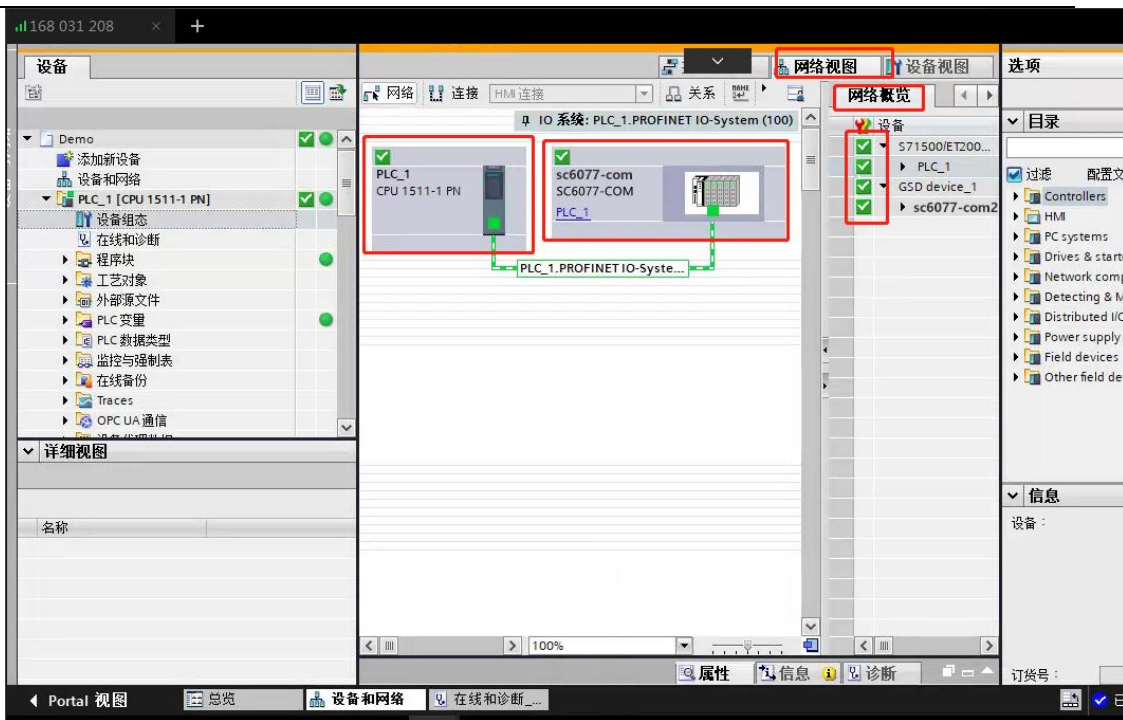 168 031 208 × +
设备
网络视图
设备视图
选项
网络
连接
HMI 连接
关系
网络概览
IO 系统: PLC_1.PROFINET IO-System (100)
设备
目录
Demo
添加新设备
设备和网络
PLC_1 [CPU 1511-1 PN]
设备组态
在线和诊断
程序块
工艺对象
外部源文件
PLC 变量
PLC 数据类型
监控与强制表
在线备份
Traces
OPC UA 通信
PLC_1
CPU 1511-1 PN
sc6077-com
SC6077-COM
PLC_1
PLC_1.PROFINET IO-Syste...
S71500/ET200...
PLC_1
GSD device_1
sc6077-com2
过滤
配置文
Controllers
HMI
PC systems
Drives & start
Network comp
Detecting & M
Distributed I/O
Power supply
Field devices
Other field de
详细视图
名称
信息
设备：
100%
属性
信息
诊断
订货号：
Portal 视图
总览
设备和网络
在线和诊断_...